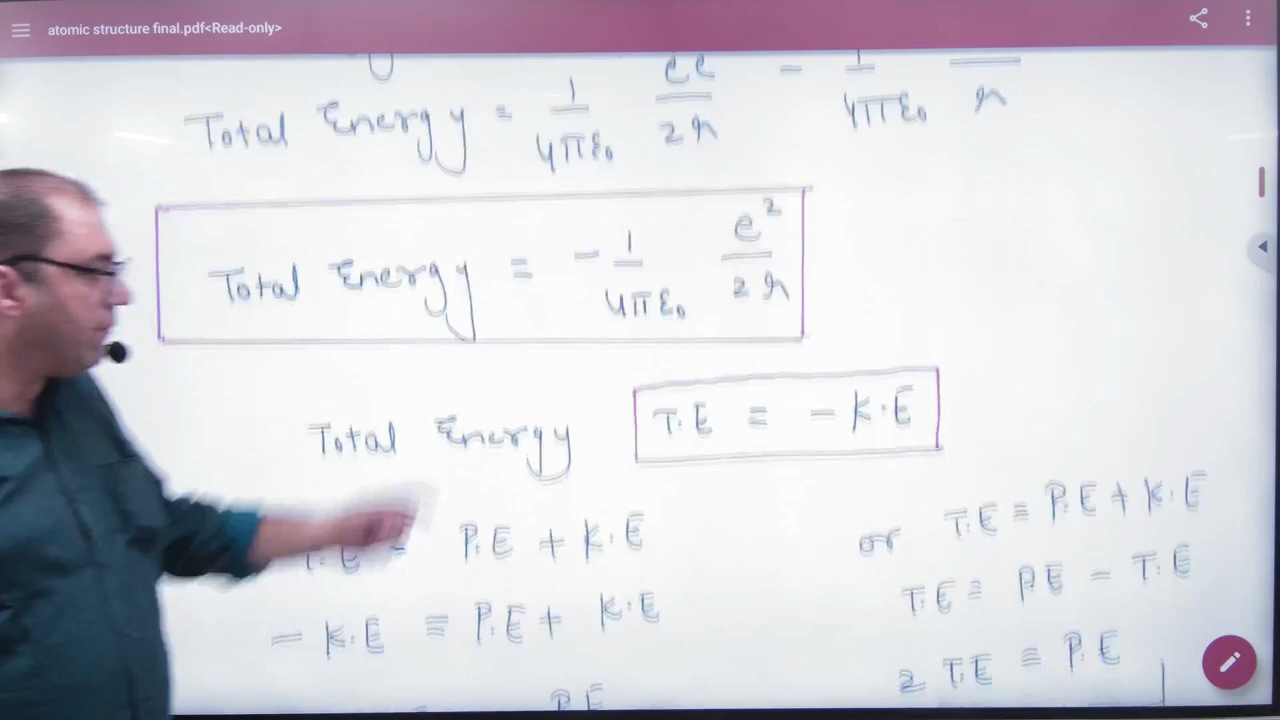 atomic structure final.pdf<Read-only>
Total Energy = 1/4πε₀ ee/2r - 1/4πε₀ /r
Total Energy = - 1/4πε₀ e²/2r
Total Energy T.E = - K.E
T.E = P.E + K.E
- K.E = P.E + K.E
P.E
or T.E = P.E + K.E
T.E = P.E - T.E
2 T.E = P.E